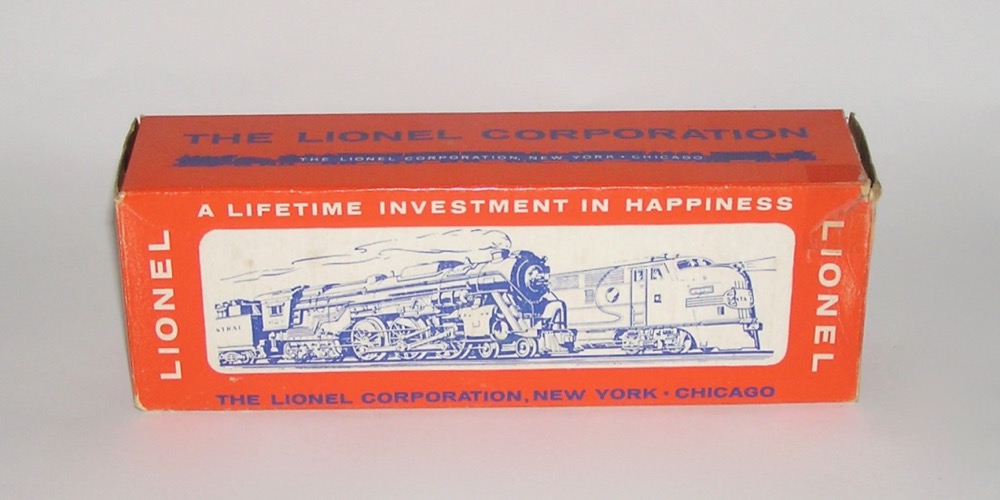 THE LIONEL CORPORATION
THE LIONEL CORPORATION, NEW YORK • CHICAGO
A LIFETIME INVESTMENT IN HAPPINESS
LIONEL
LIONEL
THE LIONEL CORPORATION, NEW YORK • CHICAGO